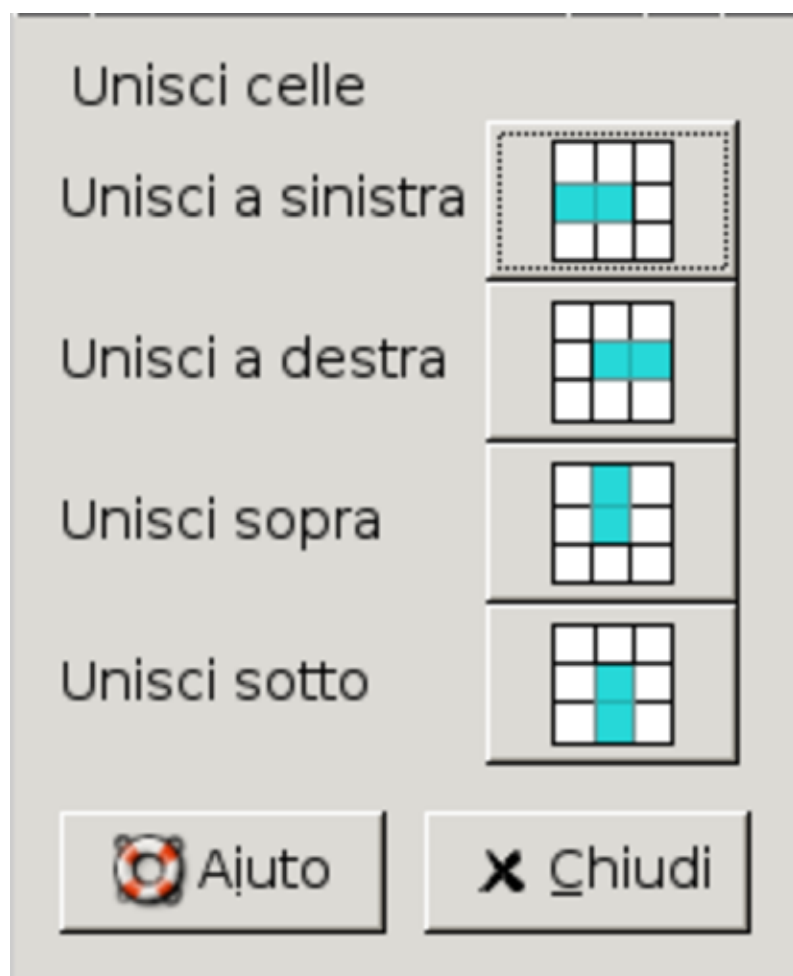 Unisci celle
Unisci a sinistra
Unisci a destra
Unisci sopra
Unisci sotto
Aiuto
Chiudi